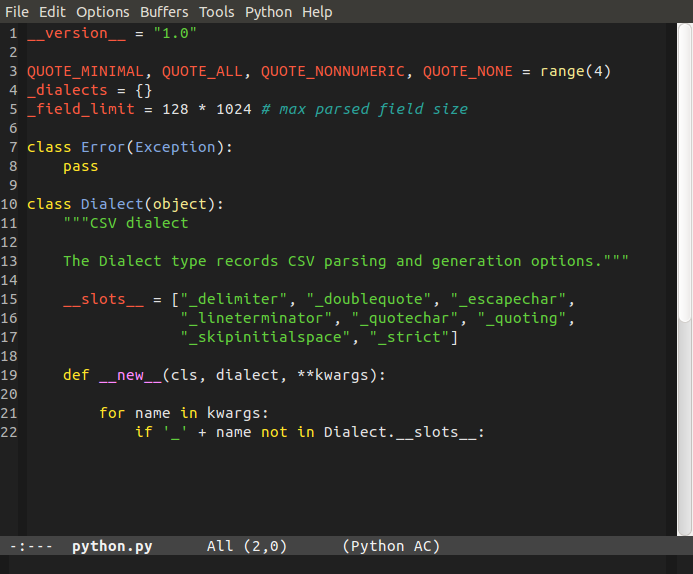 File Edit Options Buffers Tools Python Help
1 __version__ = "1.0"
2
3 QUOTE_MINIMAL, QUOTE_ALL, QUOTE_NONNUMERIC, QUOTE_NONE = range(4)
4 _dialects = {}
5 _field_limit = 128 * 1024 # max parsed field size
6
7 class Error(Exception):
8     pass
9
10 class Dialect(object):
11     """CSV dialect
12
13     The Dialect type records CSV parsing and generation options."""
14
15     __slots__ = ["_delimiter", "_doublequote", "_escapechar",
16                  "_lineterminator", "_quotechar", "_quoting",
17                  "_skipinitialspace", "_strict"]
18
19     def __new__(cls, dialect, **kwargs):
20
21         for name in kwargs:
22             if '_' + name not in Dialect.__slots__:
-:---  python.py      All (2,0)      (Python AC)